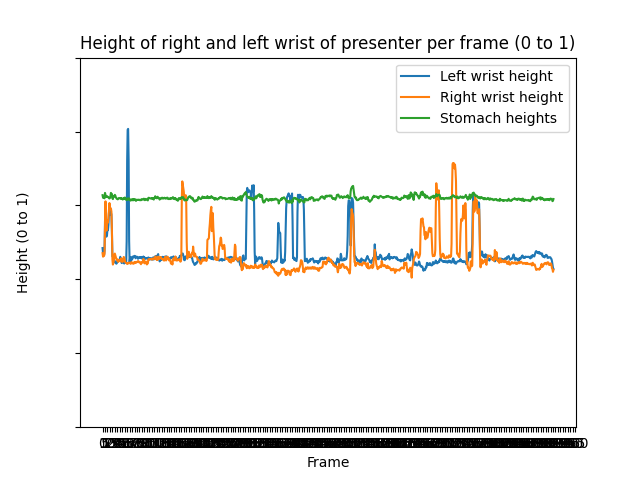 Height of right and left wrist of presenter per frame (0 to 1)
Left wrist height
Right wrist height
Stomach heights
Height (0 to 1)
Frame